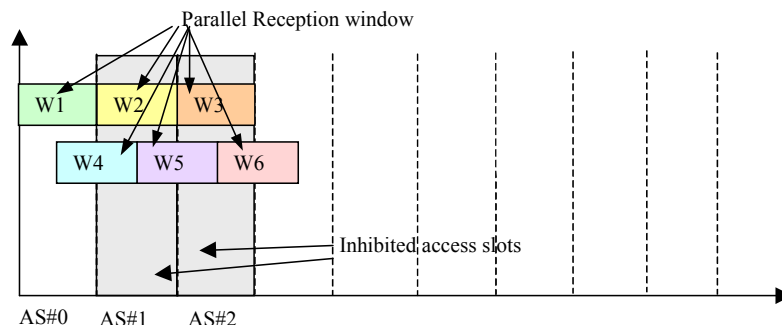 Parallel Reception window
W1
W2
W3
W4
W5
W6
Inhibited access slots
AS#0
AS#1
AS#2